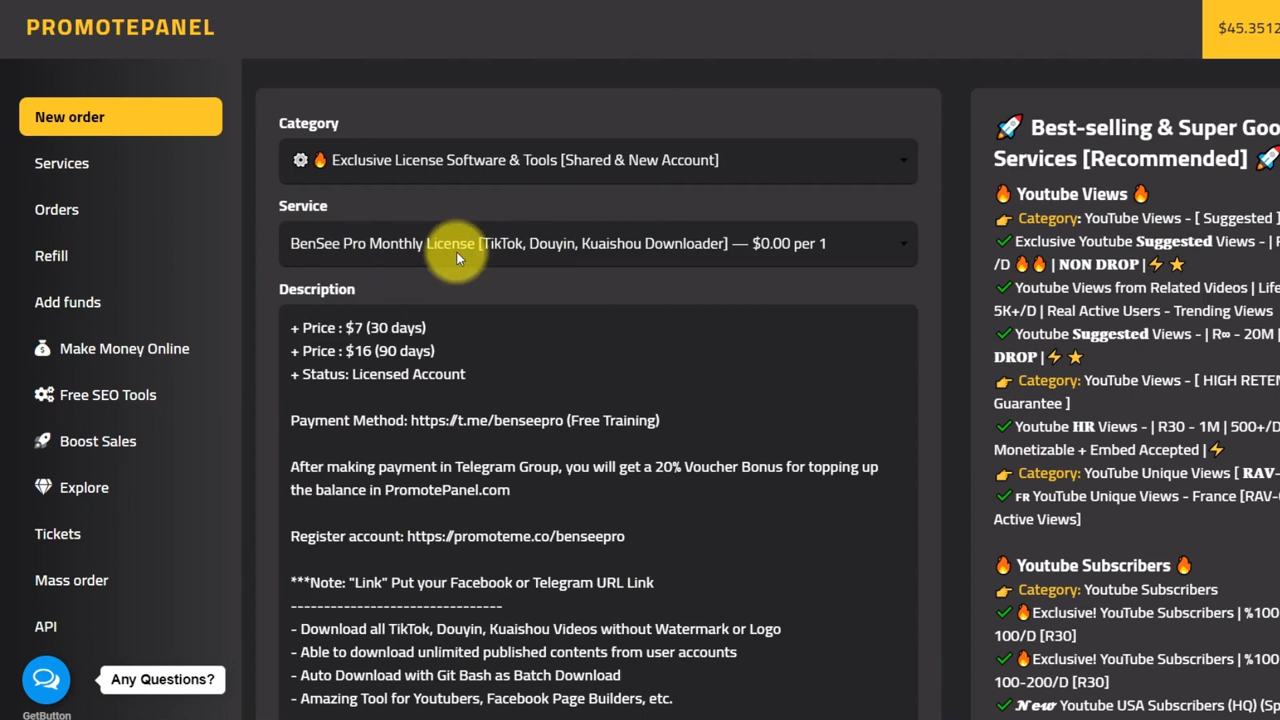 PROMOTEPANEL
$45.3512
New order
Services
Orders
Refill
Add funds
Make Money Online
Free SEO Tools
Boost Sales
Explore
Tickets
Mass order
API
Any Questions?
GetButton
Category
Exclusive License Software & Tools [Shared & New Account]
Service
BenSee Pro Monthly License [TikTok, Douyin, Kuaishou Downloader] — $0.00 per 1
Description
+ Price : $7 (30 days)
+ Price : $16 (90 days)
+ Status: Licensed Account
Payment Method: https://t.me/benseepro (Free Training)
After making payment in Telegram Group, you will get a 20% Voucher Bonus for topping up
the balance in PromotePanel.com
Register account: https://promoteme.co/benseepro
***Note: "Link" Put your Facebook or Telegram URL Link
--------------------------------
- Download all TikTok, Douyin, Kuaishou Videos without Watermark or Logo
- Able to download unlimited published contents from user accounts
- Auto Download with Git Bash as Batch Download
- Amazing Tool for Youtubers, Facebook Page Builders, etc.
🚀 Best-selling & Super Goo
Services [Recommended] 🚀
🔥 Youtube Views 🔥
👉 Category: YouTube Views - [ Suggested ]
✓ Exclusive Youtube Suggested Views - | R
/D 🔥🔥 | NON DROP | ⚡ ⭐
✓ Youtube Views from Related Videos | Life
5K+/D | Real Active Users - Trending Views
✓ Youtube Suggested Views - | R∞ - 20M |
DROP | ⚡ ⭐
👉 Category: YouTube Views - [ HIGH RETEN
Guarantee ]
✓ Youtube HR Views - | R30 - 1M | 500+/D
Monetizable + Embed Accepted | ⚡
👉 Category: YouTube Unique Views [ RAV-
✓ FR YouTube Unique Views - France [RAV-
Active Views]
🔥 Youtube Subscribers 🔥
👉 Category: YouTube Subscribers
✓ 🔥Exclusive! YouTube Subscribers | %100
100/D [R30]
✓ 🔥Exclusive! YouTube Subscribers | %100
100-200/D [R30]
✓ New Youtube USA Subscribers (HQ) (Sp